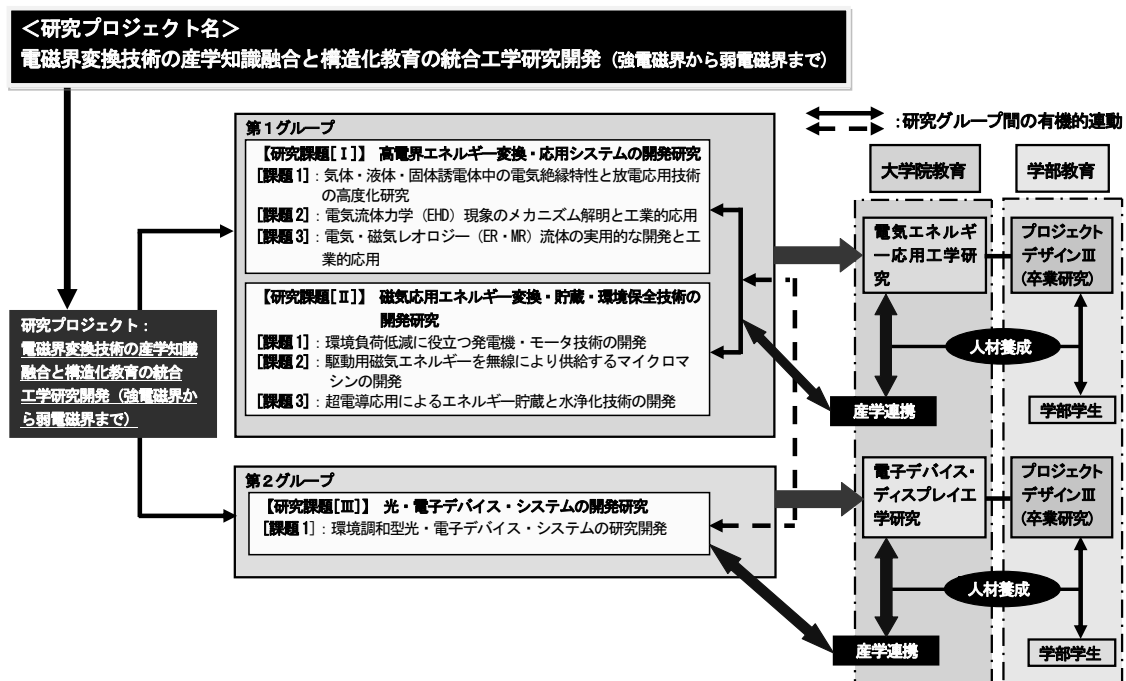 ＜研究プロジェクト名＞
電磁界変換技術の産学知識融合と構造化教育の統合工学研究開発（強電磁界から弱電磁界まで）
:研究グループ間の有機的連動
第１グループ
【研究課題[Ⅰ]】 高電界エネルギー変換・応用システムの開発研究
[課題1]：気体・液体・固体誘電体中の電気絶縁特性と放電応用技術
の高度化研究
[課題2]：電気流体力学（EHD）現象のメカニズム解明と工業的応用
[課題3]：電気・磁気レオロジー（ER・MR）流体の実用的な開発と工
業的応用
【研究課題[Ⅱ]】 磁気応用エネルギー変換・貯蔵・環境保全技術の
開発研究
[課題1]：環境負荷低減に役立つ発電機・モータ技術の開発
[課題2]：駆動用磁気エネルギーを無線により供給するマイクロマ
シンの開発
[課題3]：超電導応用によるエネルギー貯蔵と水浄化技術の開発
研究プロジェクト：
電磁界変換技術の産学知識
融合と構造化教育の統合
工学研究開発（強電磁界か
ら弱電磁界まで）
第２グループ
【研究課題[Ⅲ]】 光・電子デバイス・システムの開発研究
[課題1]：環境調和型光・電子デバイス・システムの研究開発
大学院教育
学部教育
電気エネルギ
ー応用工学研
究
プロジェクト
デザインⅢ
(卒業研究)
人材養成
産学連携
学部学生
電子デバイス・
ディスプレイエ
学研究
プロジェクト
デザインⅢ
(卒業研究)
人材養成
産学連携
学部学生